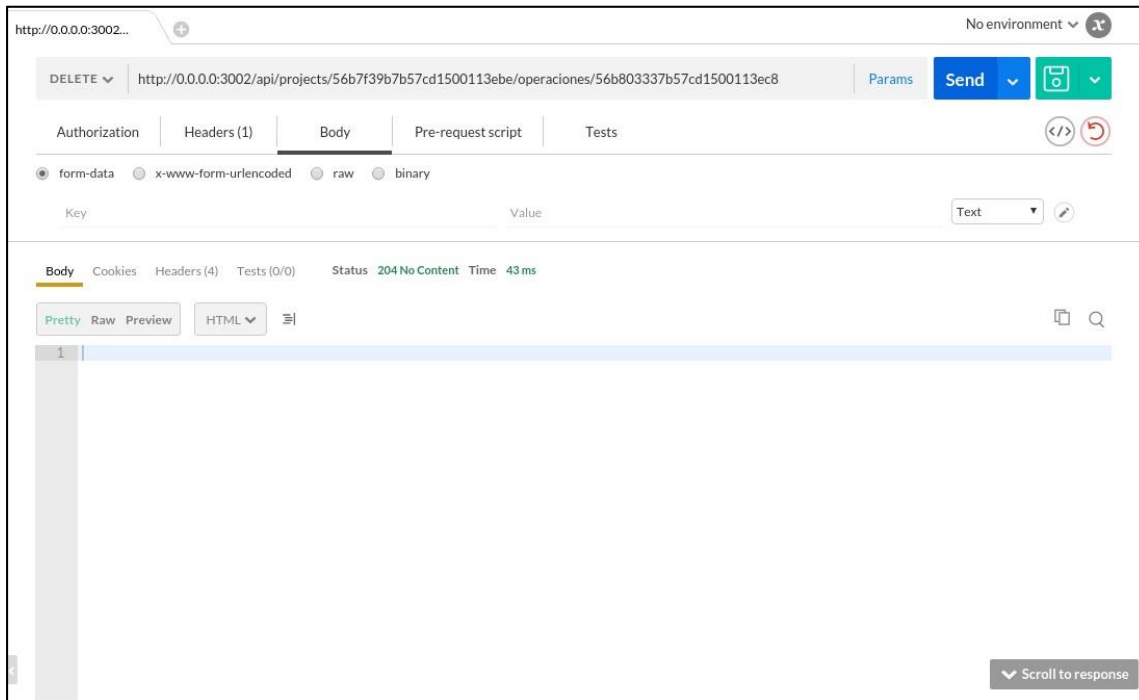 http://0.0.0.0:3002...
No environment
DELETE http://0.0.0.0:3002/api/projects/56b7f39b7b57cd1500113ebe/operaciones/56b803337b57cd1500113ec8 Params Send
Authorization Headers (1) Body Pre-request script Tests
form-data x-www-form-urlencoded raw binary
Key Value Text
Body Cookies Headers (4) Tests (0/0) Status 204 No Content Time 43 ms
Pretty Raw Preview HTML
1
Scroll to response